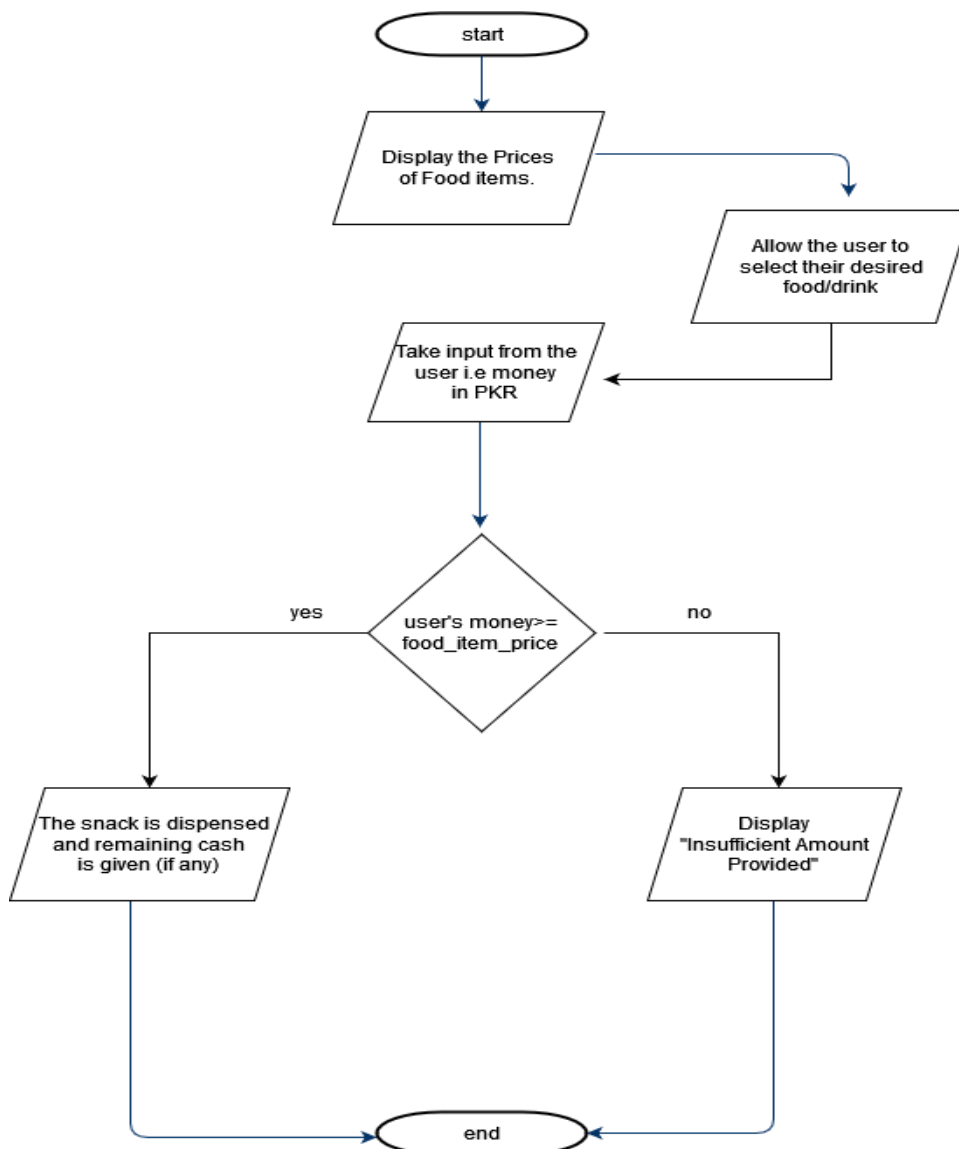 start
Display the Prices
of Food items.
Allow the user to
select their desired
food/drink
Take input from the
user i.e money
in PKR
user's money>=
food_item_price
yes
no
The snack is dispensed
and remaining cash
is given (if any)
Display
"Insufficient Amount
Provided"
end